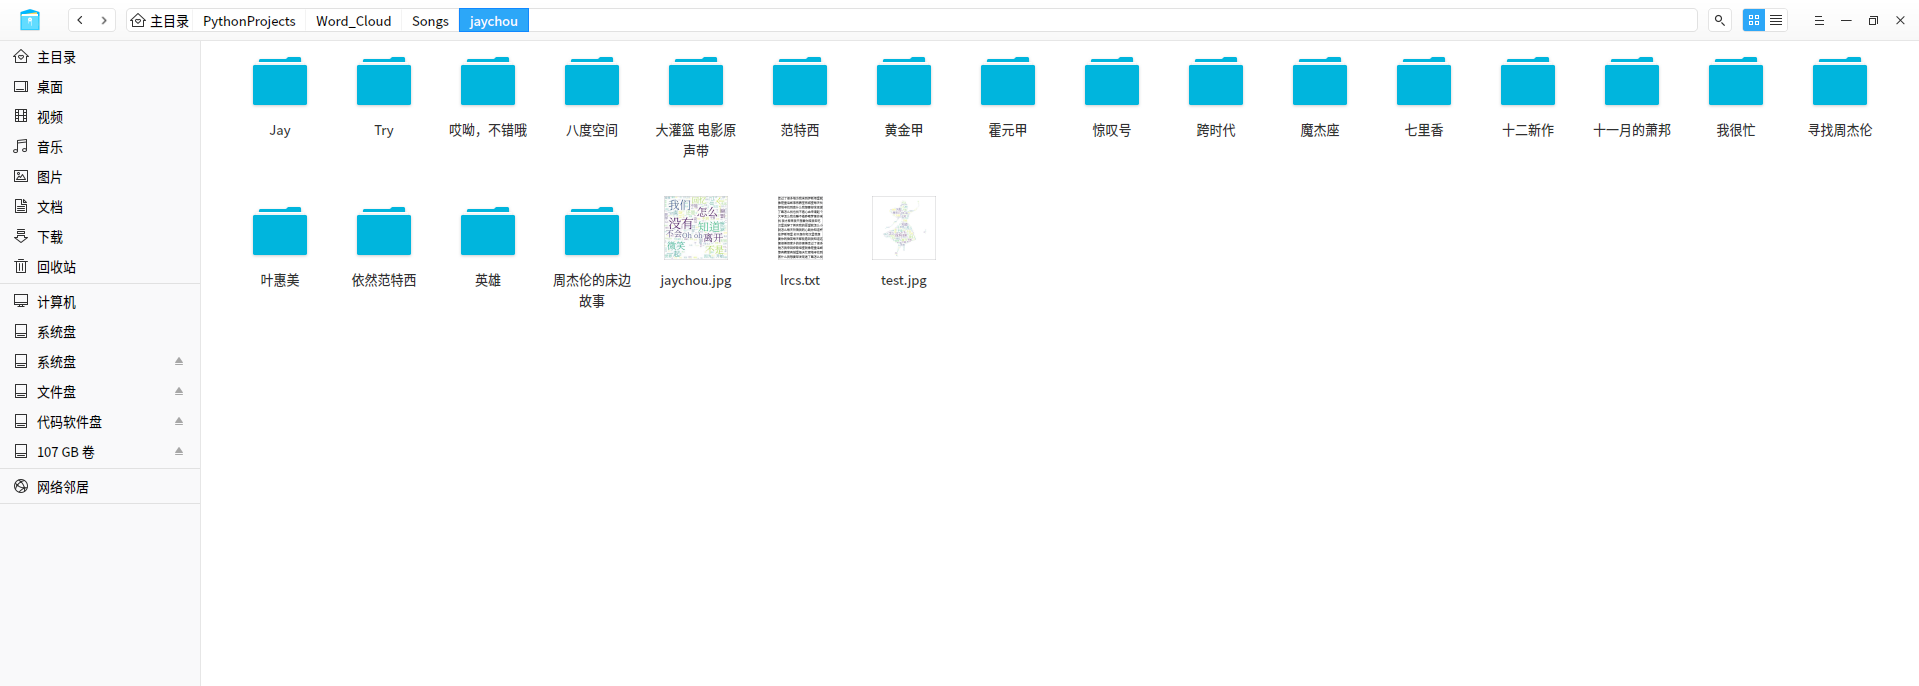 主目录 PythonProjects Word_Cloud Songs jaychou
主目录
桌面
视频
音乐
图片
文档
下载
回收站
计算机
系统盘
系统盘
文件盘
代码软件盘
107 GB 卷
网络邻居
Jay
Try
哎呦，不错哦
八度空间
大灌篮 电影原
声带
范特西
黄金甲
霍元甲
惊叹号
跨时代
魔杰座
七里香
十二新作
十一月的萧邦
我很忙
寻找周杰伦
叶惠美
依然范特西
英雄
周杰伦的床边
故事
我们
怎么
没有
知道
不会
Oh oh
离开
微笑
jaychou.jpg
lrcs.txt
test.jpg